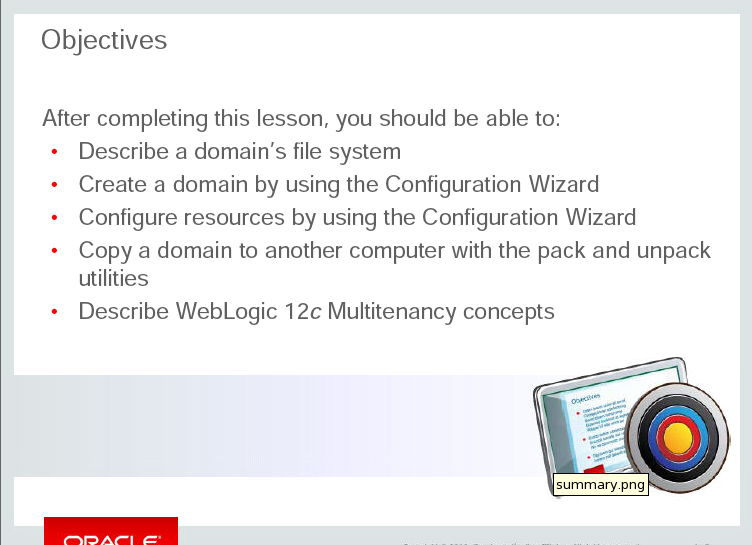 Objectives
After completing this lesson, you should be able to:
• Describe a domain's file system
• Create a domain by using the Configuration Wizard
• Configure resources by using the Configuration Wizard
• Copy a domain to another computer with the pack and unpack
utilities
• Describe WebLogic 12c Multitenancy concepts
Objectives
summary.png
ORACLE